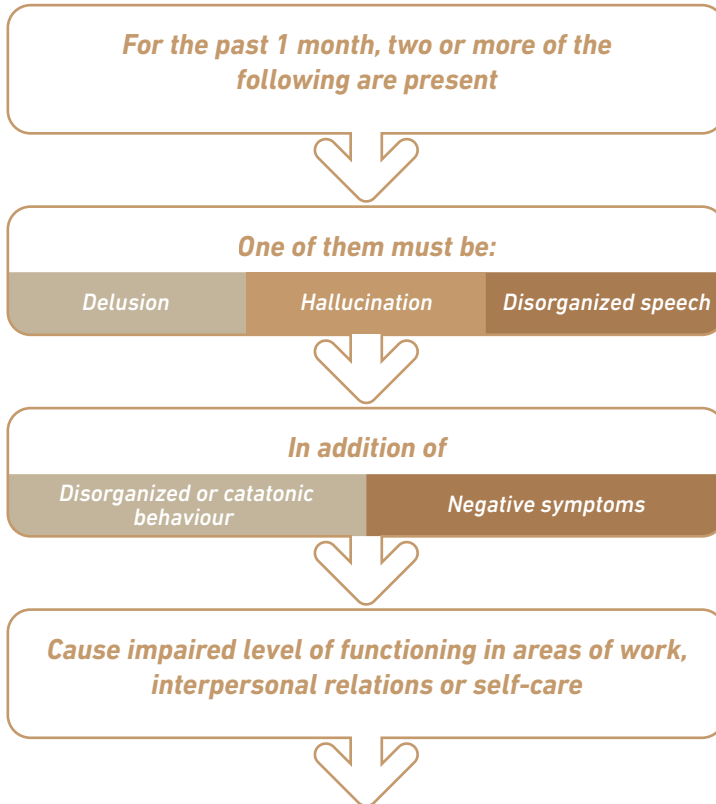 For the past 1 month, two or more of the
following are present
One of them must be:
Delusion
Hallucination
Disorganized speech
In addition of
Disorganized or catatonic
behaviour
Negative symptoms
Cause impaired level of functioning in areas of work,
interpersonal relations or self-care